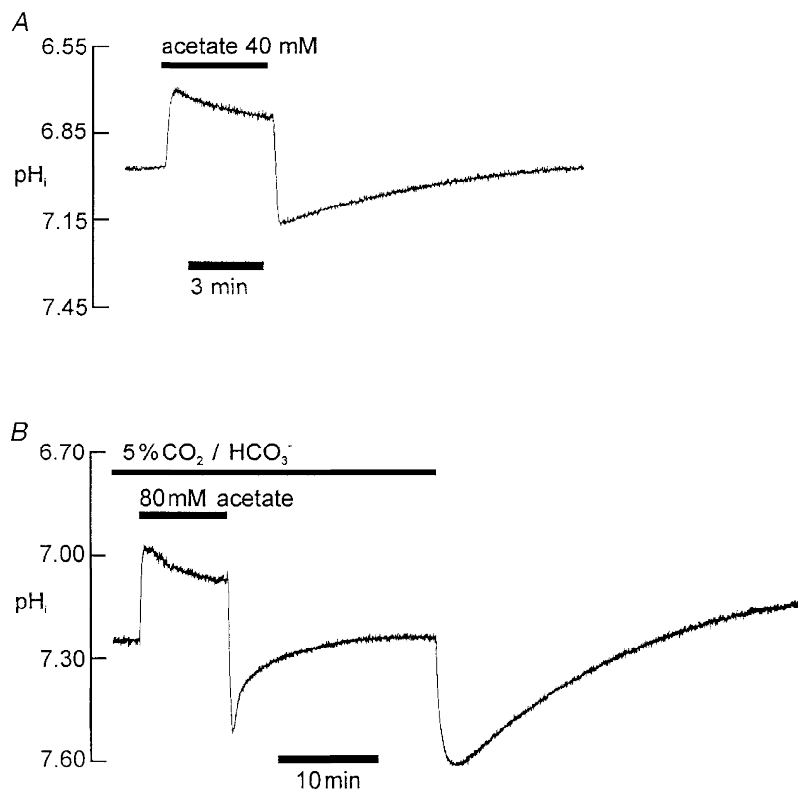 A
acetate 40 mM
6.55
6.85
pHi
7.15
7.45
3 min
B
5%CO2 / HCO3-
80mM acetate
6.70
7.00
pHi
7.30
7.60
10min